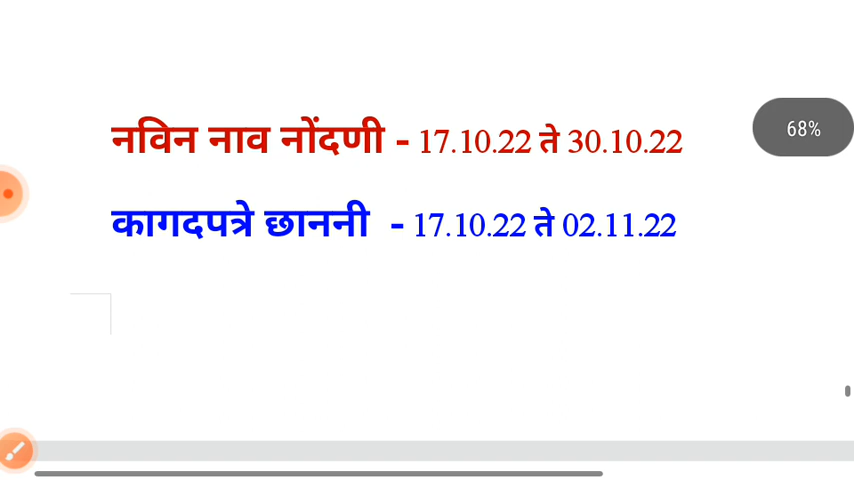 नविन नाव नोंदणी - 17.10.22 ते 30.10.22
68%
कागदपत्रे छाननी - 17.10.22 ते 02.11.22